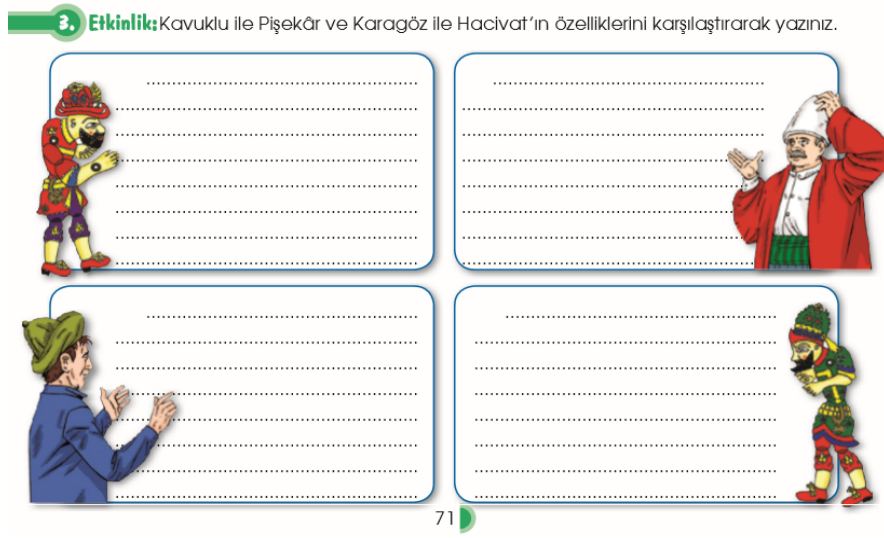 3. Etkinlik: Kavuklu ile Pişekâr ve Karagöz ile Hacivat'ın özelliklerini karşılaştırarak yazınız.
71